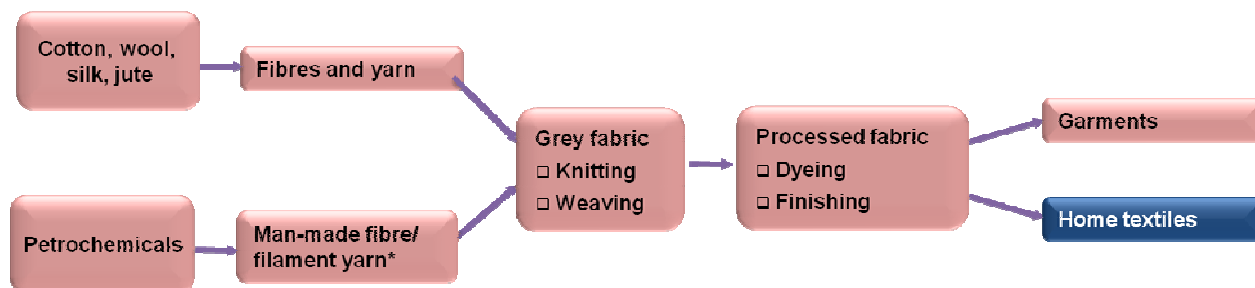 Cotton, wool,
silk, jute
Fibres and yarn
Petrochemicals
Man-made fibre/
filament yarn*
Grey fabric
❑ Knitting
❑ Weaving
Processed fabric
❑ Dyeing
❑ Finishing
Garments
Home textiles